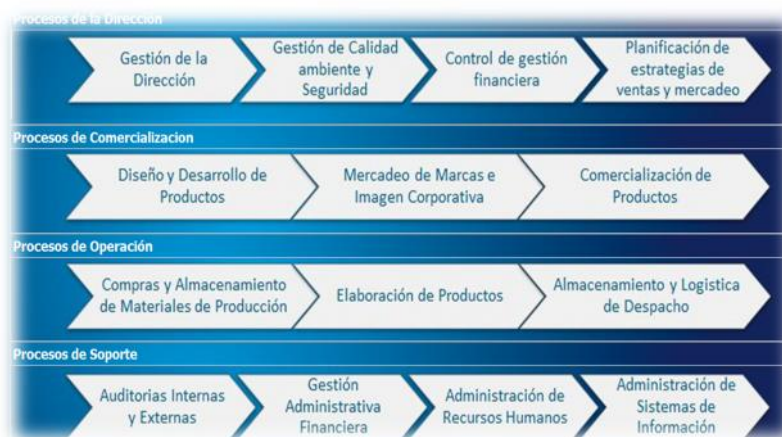 Procesos de la Dirección
Gestión de la
Dirección
Gestión de Calidad
ambiente y
Seguridad
Control de gestión
financiera
Planificación de
estrategias de
ventas y mercadeo
Procesos de Comercializacion
Diseño y Desarrollo de
Productos
Mercadeo de Marcas e
Imagen Corporativa
Comercialización de
Productos
Procesos de Operación
Compras y Almacenamiento
de Materiales de Producción
Elaboración de Productos
Almacenamiento y Logistica
de Despacho
Procesos de Soporte
Auditorias Internas
y Externas
Gestión
Administrativa
Financiera
Administración de
Recursos Humanos
Administración de
Sistemas de
Información